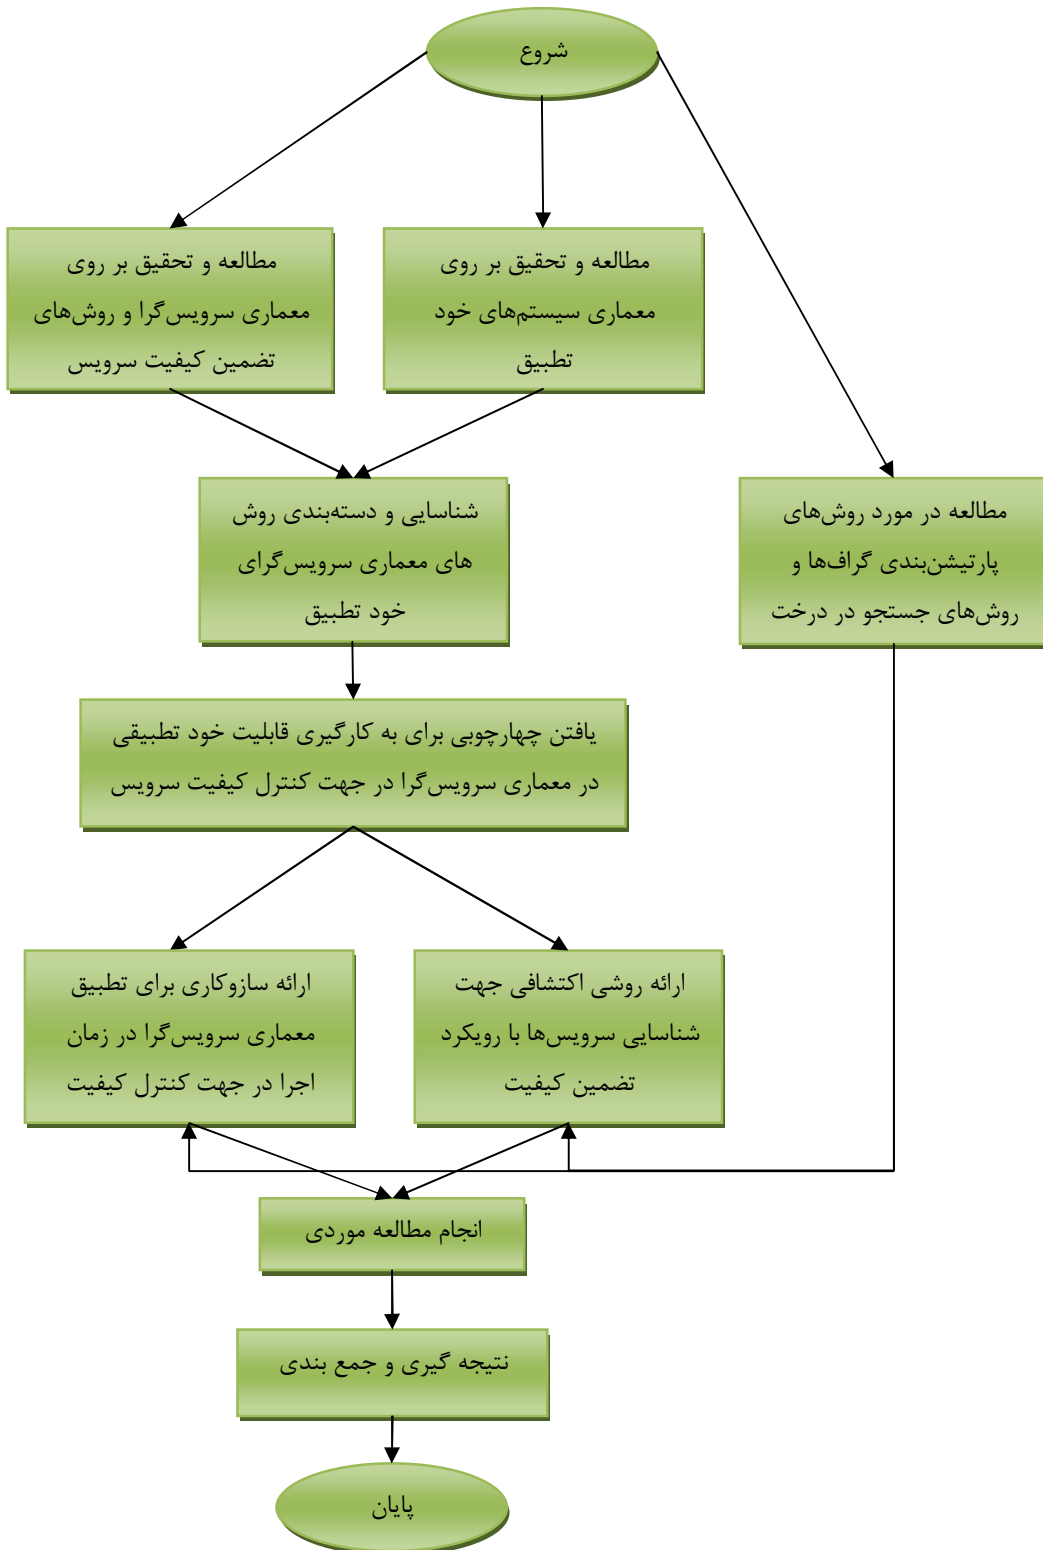 شروع
مطالعه و تحقیق بر روی
معماری سیستم‌های خود
تطبیق
مطالعه و تحقیق بر روی
معماری سرویس‌گرا و روش‌های
تضمین کیفیت سرویس
مطالعه در مورد روش‌های
پارتیشن‌بندی گراف‌ها و
روش‌های جستجو در درخت
شناسایی و دسته‌بندی روش
های معماری سرویس‌گرای
خود تطبیق
یافتن چهارچوبی برای به کارگیری قابلیت خود تطبیقی
در معماری سرویس‌گرا در جهت کنترل کیفیت سرویس
ارائه روشی اکتشافی جهت
شناسایی سرویس‌ها با رویکرد
تضمین کیفیت
ارائه سازوکاری برای تطبیق
معماری سرویس‌گرا در زمان
اجرا در جهت کنترل کیفیت
انجام مطالعه موردی
نتیجه گیری و جمع بندی
پایان